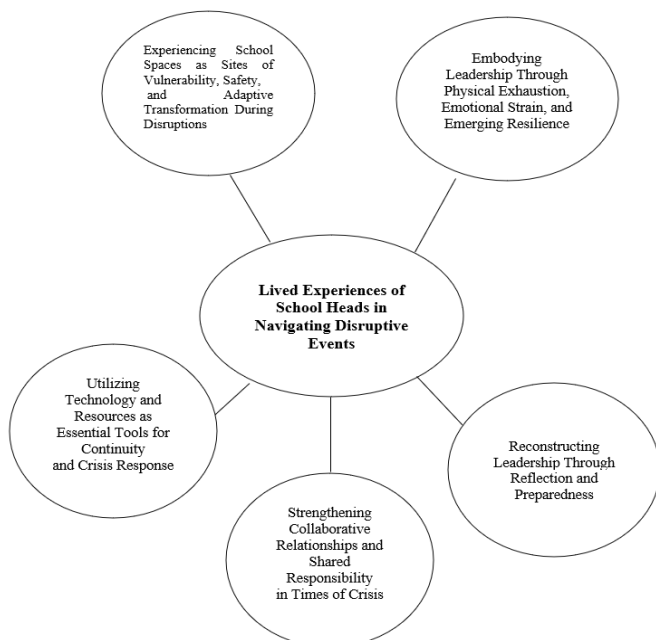 Experiencing School
Spaces as Sites of
Vulnerability, Safety,
and Adaptive
Transformation During
Disruptions
Embodying
Leadership Through
Physical Exhaustion,
Emotional Strain, and
Emerging Resilience
Lived Experiences of
School Heads in
Navigating Disruptive
Events
Utilizing
Technology and
Resources as
Essential Tools for
Continuity
and Crisis Response
Reconstructing
Leadership Through
Reflection and
Preparedness
Strengthening
Collaborative
Relationships and
Shared
Responsibility
in Times of Crisis